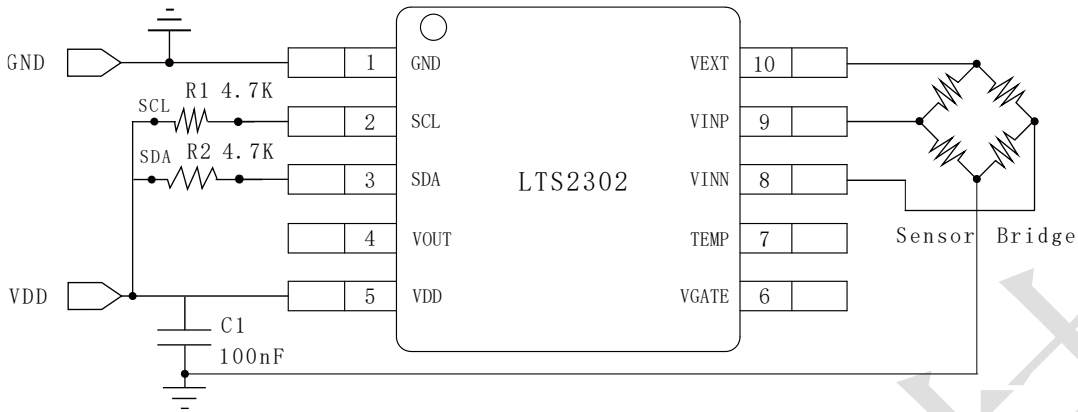 GND
SCL
R1 4.7K
SDA
R2 4.7K
VDD
C1
100nF
1 GND
2 SCL
3 SDA
4 VOUT
5 VDD
LTS2302
VEXT 10
VINP 9
VINN 8
TEMP 7
VGATE 6
Sensor Bridge